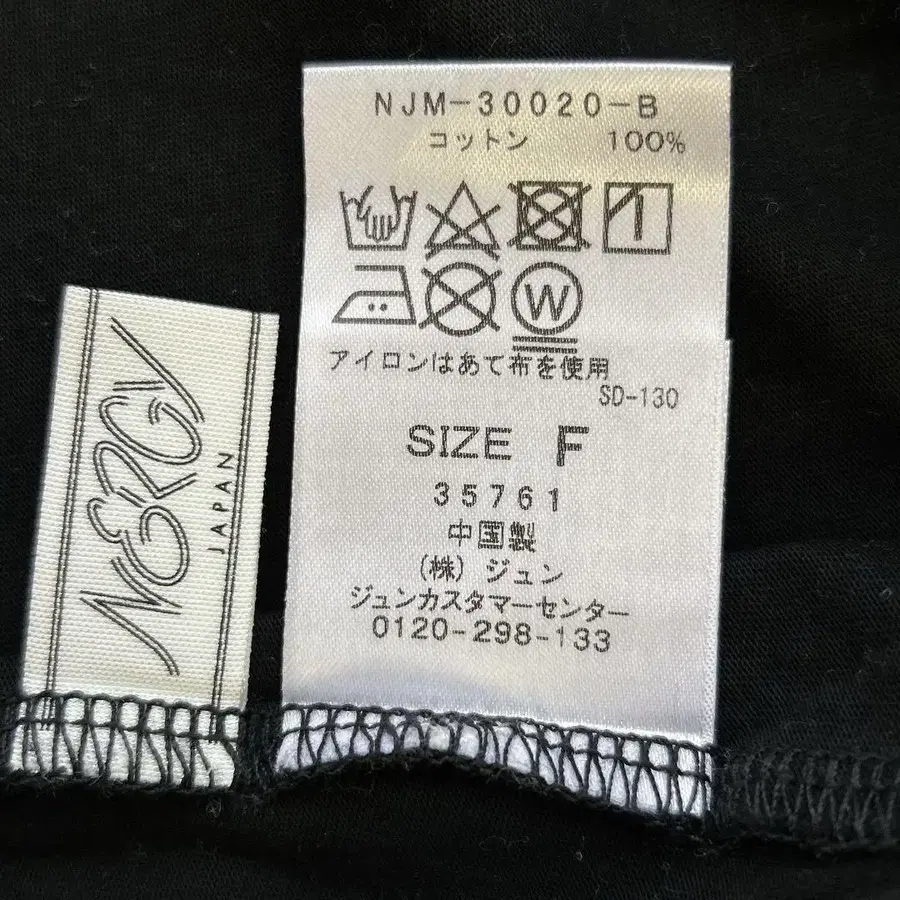 NJM-30020-B
コットン 100%
W
アイロンはあて布を使用
SD-130
SIZE F
35761
中国製
(株) ジュン
ジュンカスタマーセンター
0120-298-133
NERGY
JAPAN